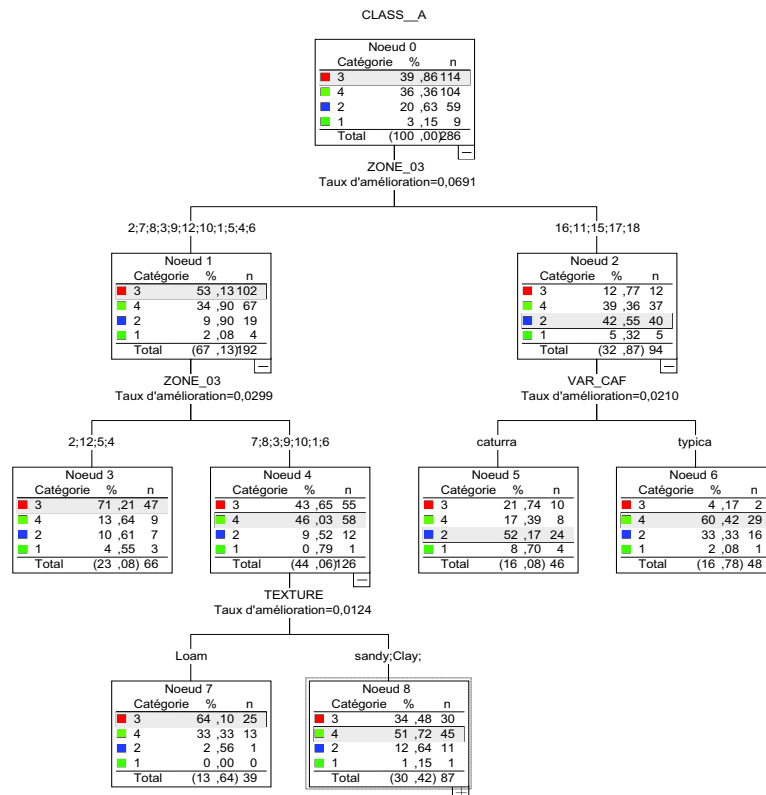 CLASS__A
Noeud 0
Catégorie % n
3 39 ,86 114
4 36 ,36 104
2 20 ,63 59
1 3 ,15 9
Total (100 ,00) 286
ZONE_03
Taux d'amélioration=0,0691
2;7;8;3;9;12;10;1;5;4;6
16;11;15;17;18
Noeud 1
Catégorie % n
3 53 ,13 102
4 34 ,90 67
2 9 ,90 19
1 2 ,08 4
Total (67 ,13) 192
Noeud 2
Catégorie % n
3 12 ,77 12
4 39 ,36 37
2 42 ,55 40
1 5 ,32 5
Total (32 ,87) 94
ZONE_03
Taux d'amélioration=0,0299
VAR_CAF
Taux d'amélioration=0,0210
2;12;5;4
7;8;3;9;10;1;6
caturra
typica
Noeud 3
Catégorie % n
3 71 ,21 47
4 13 ,64 9
2 10 ,61 7
1 4 ,55 3
Total (23 ,08) 66
Noeud 4
Catégorie % n
3 43 ,65 55
4 46 ,03 58
2 9 ,52 12
1 0 ,79 1
Total (44 ,06) 126
Noeud 5
Catégorie % n
3 21 ,74 10
4 17 ,39 8
2 52 ,17 24
1 8 ,70 4
Total (16 ,08) 46
Noeud 6
Catégorie % n
3 4 ,17 2
4 60 ,42 29
2 33 ,33 16
1 2 ,08 1
Total (16 ,78) 48
TEXTURE
Taux d'amélioration=0,0124
Loam
sandy;Clay;
Noeud 7
Catégorie % n
3 64 ,10 25
4 33 ,33 13
2 2 ,56 1
1 0 ,00 0
Total (13 ,64) 39
Noeud 8
Catégorie % n
3 34 ,48 30
4 51 ,72 45
2 12 ,64 11
1 1 ,15 1
Total (30 ,42) 87